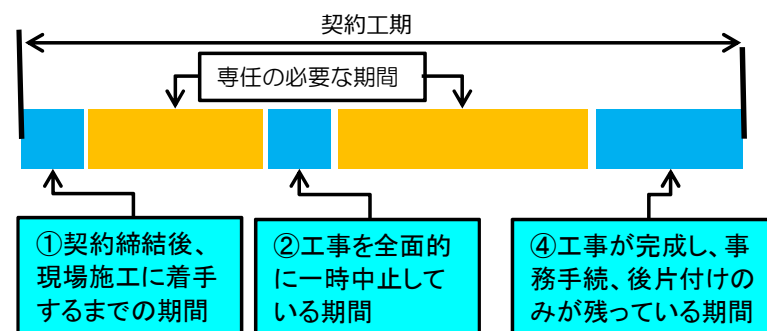 契約工期
専任の必要な期間
①契約締結後、
現場施工に着手
するまでの期間
②工事を全面的
に一時中止して
いる期間
④工事が完成し、事
務手続、後片付けの
みが残っている期間